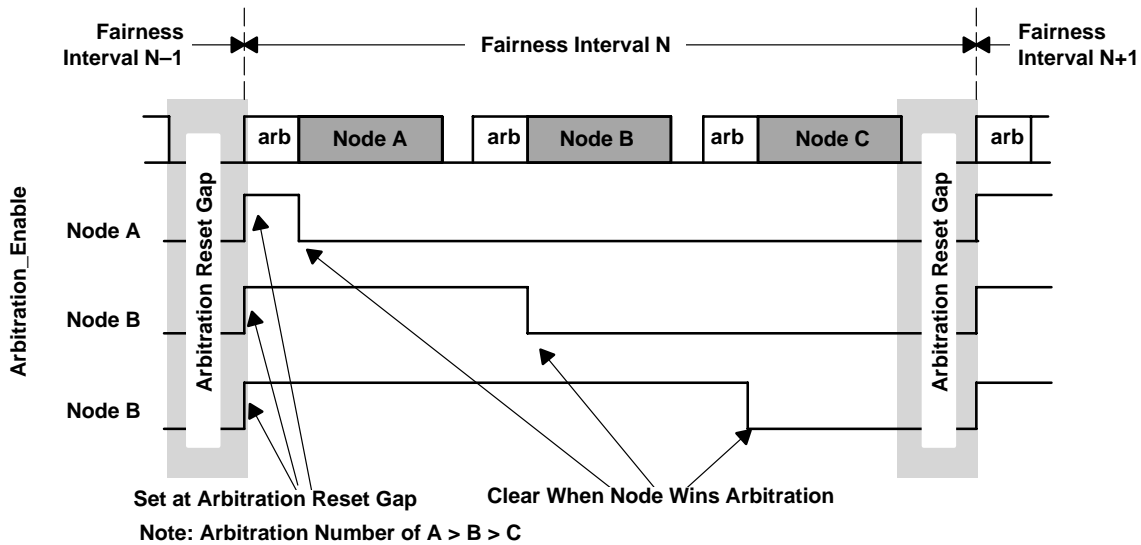 Fairness
Interval N–1
Fairness Interval N
Fairness
Interval N+1
arb
Node A
arb
Node B
arb
Node C
arb
Arbitration_Enable
Arbitration Reset Gap
Arbitration Reset Gap
Node A
Node B
Node B
Set at Arbitration Reset Gap
Clear When Node Wins Arbitration
Note: Arbitration Number of A > B > C